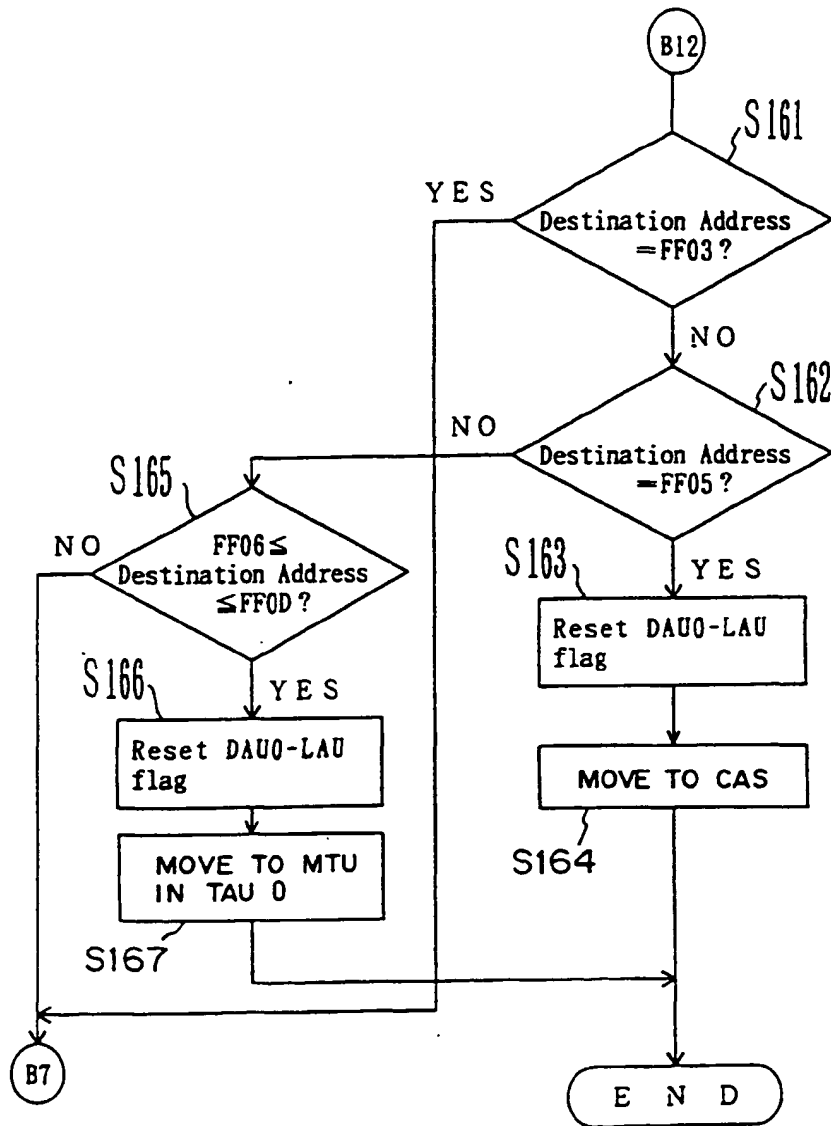 B12
S161
YES
Destination Address
=FF03?
NO
S162
NO
Destination Address
=FF05?
S165
NO
FF06≦
Destination Address
≦FF0D?
S163
YES
Reset DAU0-LAU
flag
S166
YES
Reset DAU0-LAU
flag
MOVE TO CAS
S164
MOVE TO MTU
IN TAU 0
S167
B7
END